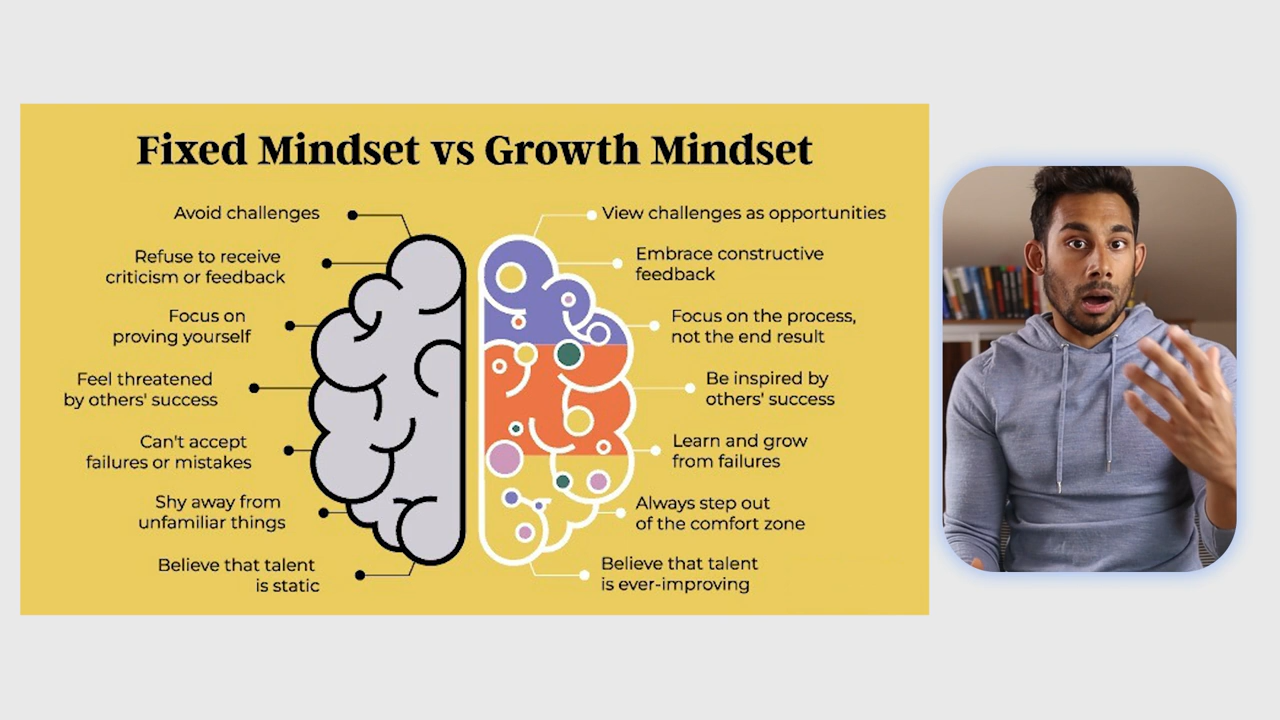 Fixed Mindset vs Growth Mindset
Avoid challenges
Refuse to receive
criticism or feedback
Focus on
proving yourself
Feel threatened
by others' success
Can't accept
failures or mistakes
Shy away from
unfamiliar things
Believe that talent
is static
View challenges as opportunities
Embrace constructive
feedback
Focus on the process,
not the end result
Be inspired by
others' success
Learn and grow
from failures
Always step out
of the comfort zone
Believe that talent
is ever-improving